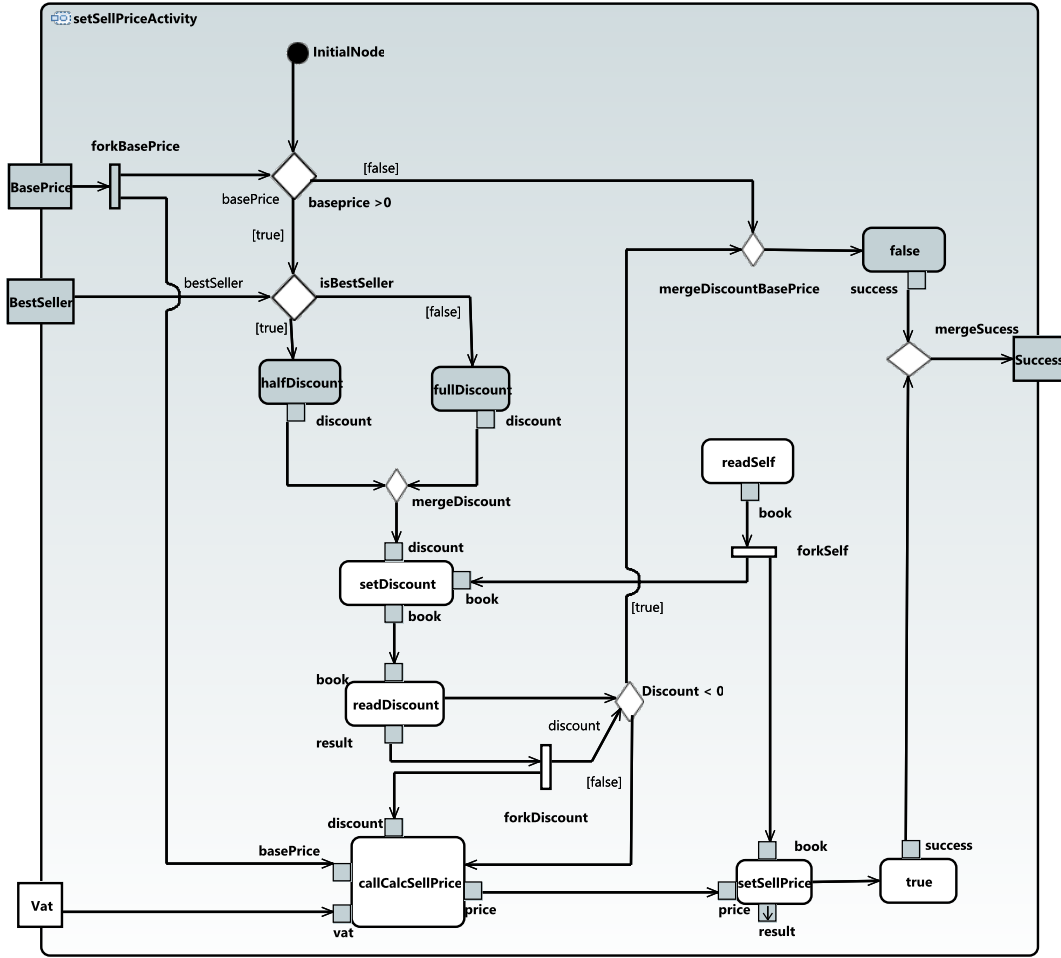 setSellPriceActivity
InitialNode
forkBasePrice
[false]
BasePrice
basePrice
baseprice >0
[true]
false
bestSeller
isBestSeller
mergeDiscountBasePrice
success
BestSeller
[true]
[false]
mergeSucess
Success
halfDiscount
fullDiscount
discount
discount
readSelf
mergeDiscount
book
discount
forkSelf
setDiscount
book
book
[true]
book
Discount < 0
readDiscount
discount
result
[false]
forkDiscount
discount
basePrice
book
success
callCalcSellPrice
setSellPrice
true
Vat
price
price
vat
result